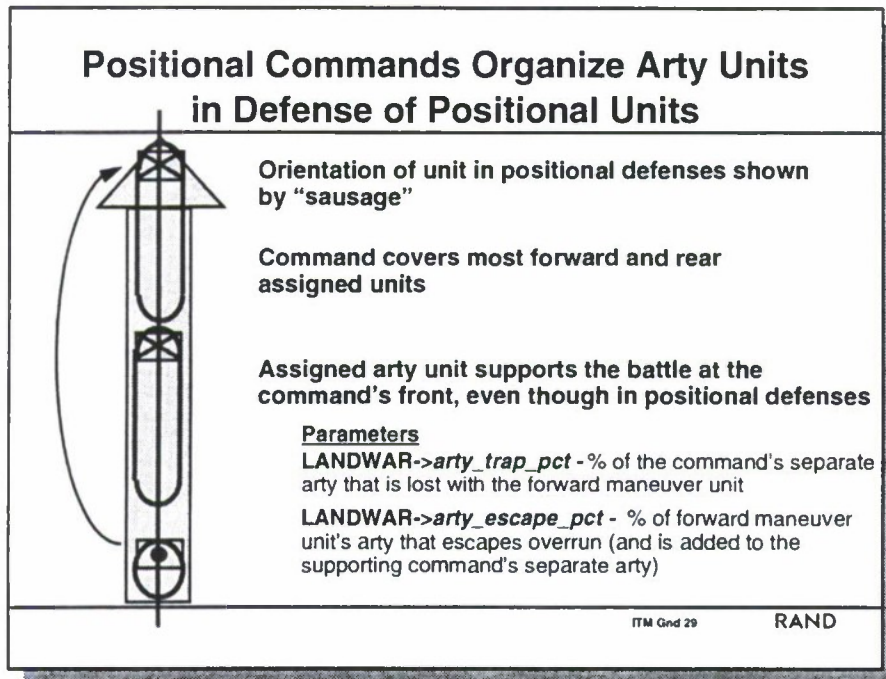 Positional Commands Organize Arty Units
in Defense of Positional Units
Orientation of unit in positional defenses shown
by “sausage”
Command covers most forward and rear
assigned units
Assigned arty unit supports the battle at the
command's front, even though in positional defenses
Parameters
LANDWAR->arty_trap_pct - % of the command's separate
arty that is lost with the forward maneuver unit
LANDWAR->arty_escape_pct - % of forward maneuver
unit's arty that escapes overrun (and is added to the
supporting command's separate arty)
ITM Gnd 29
RAND